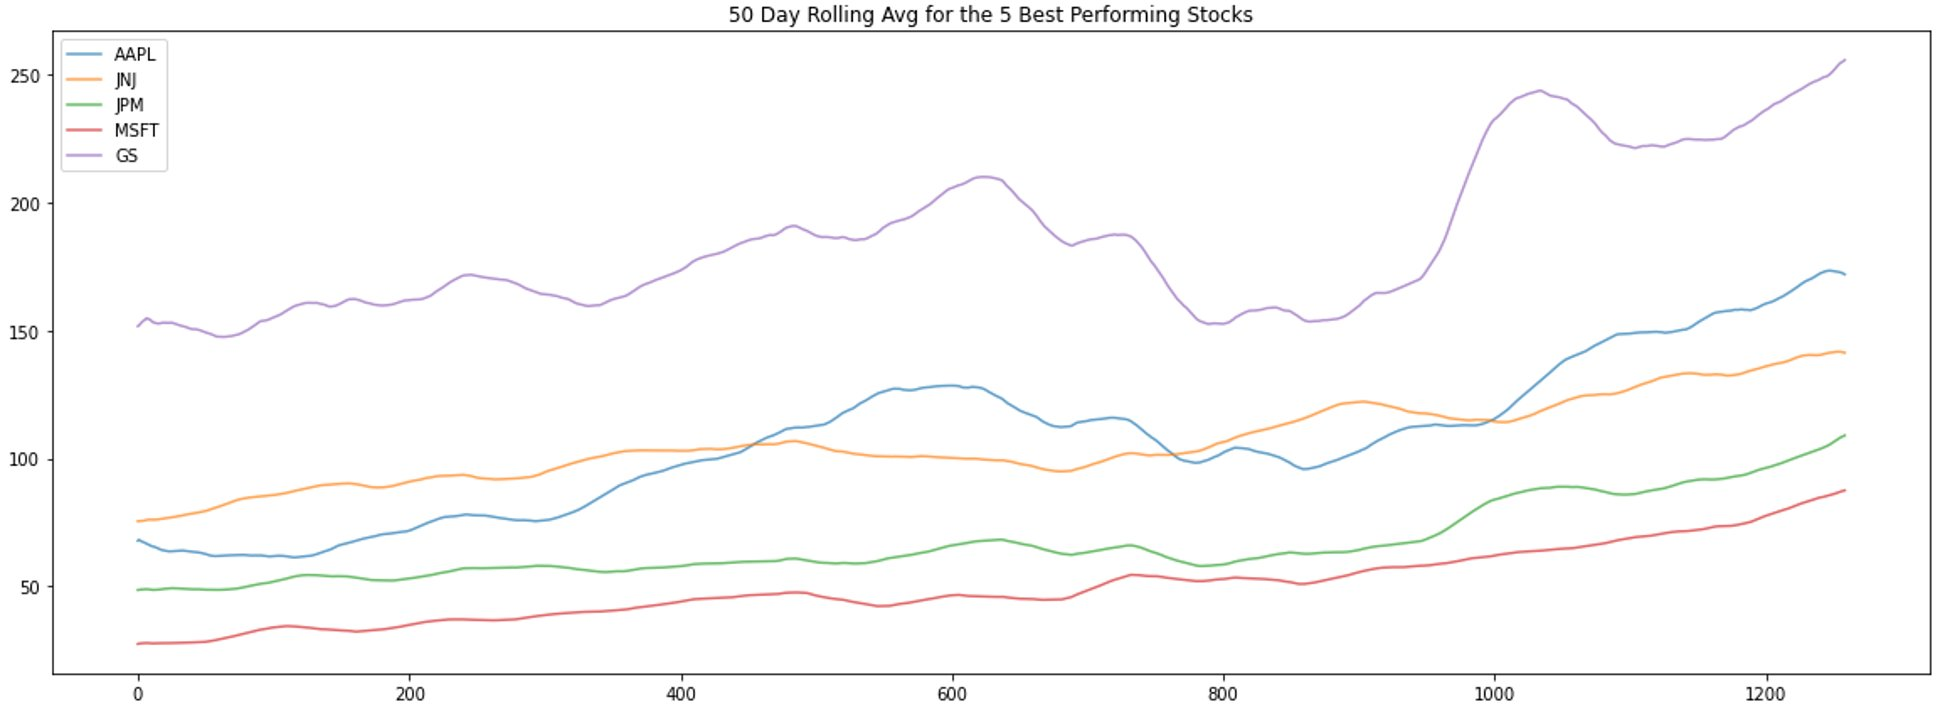 50 Day Rolling Avg for the 5 Best Performing Stocks
AAPL
JNJ
JPM
MSFT
GS
250
200
150
100
50
0 200 400 600 800 1000 1200